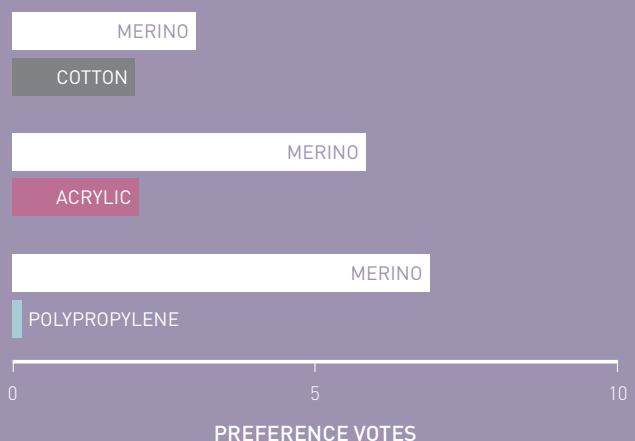 MERINO
COTTON
MERINO
ACRYLIC
MERINO
POLYPROPYLENE
0 5 10
PREFERENCE VOTES